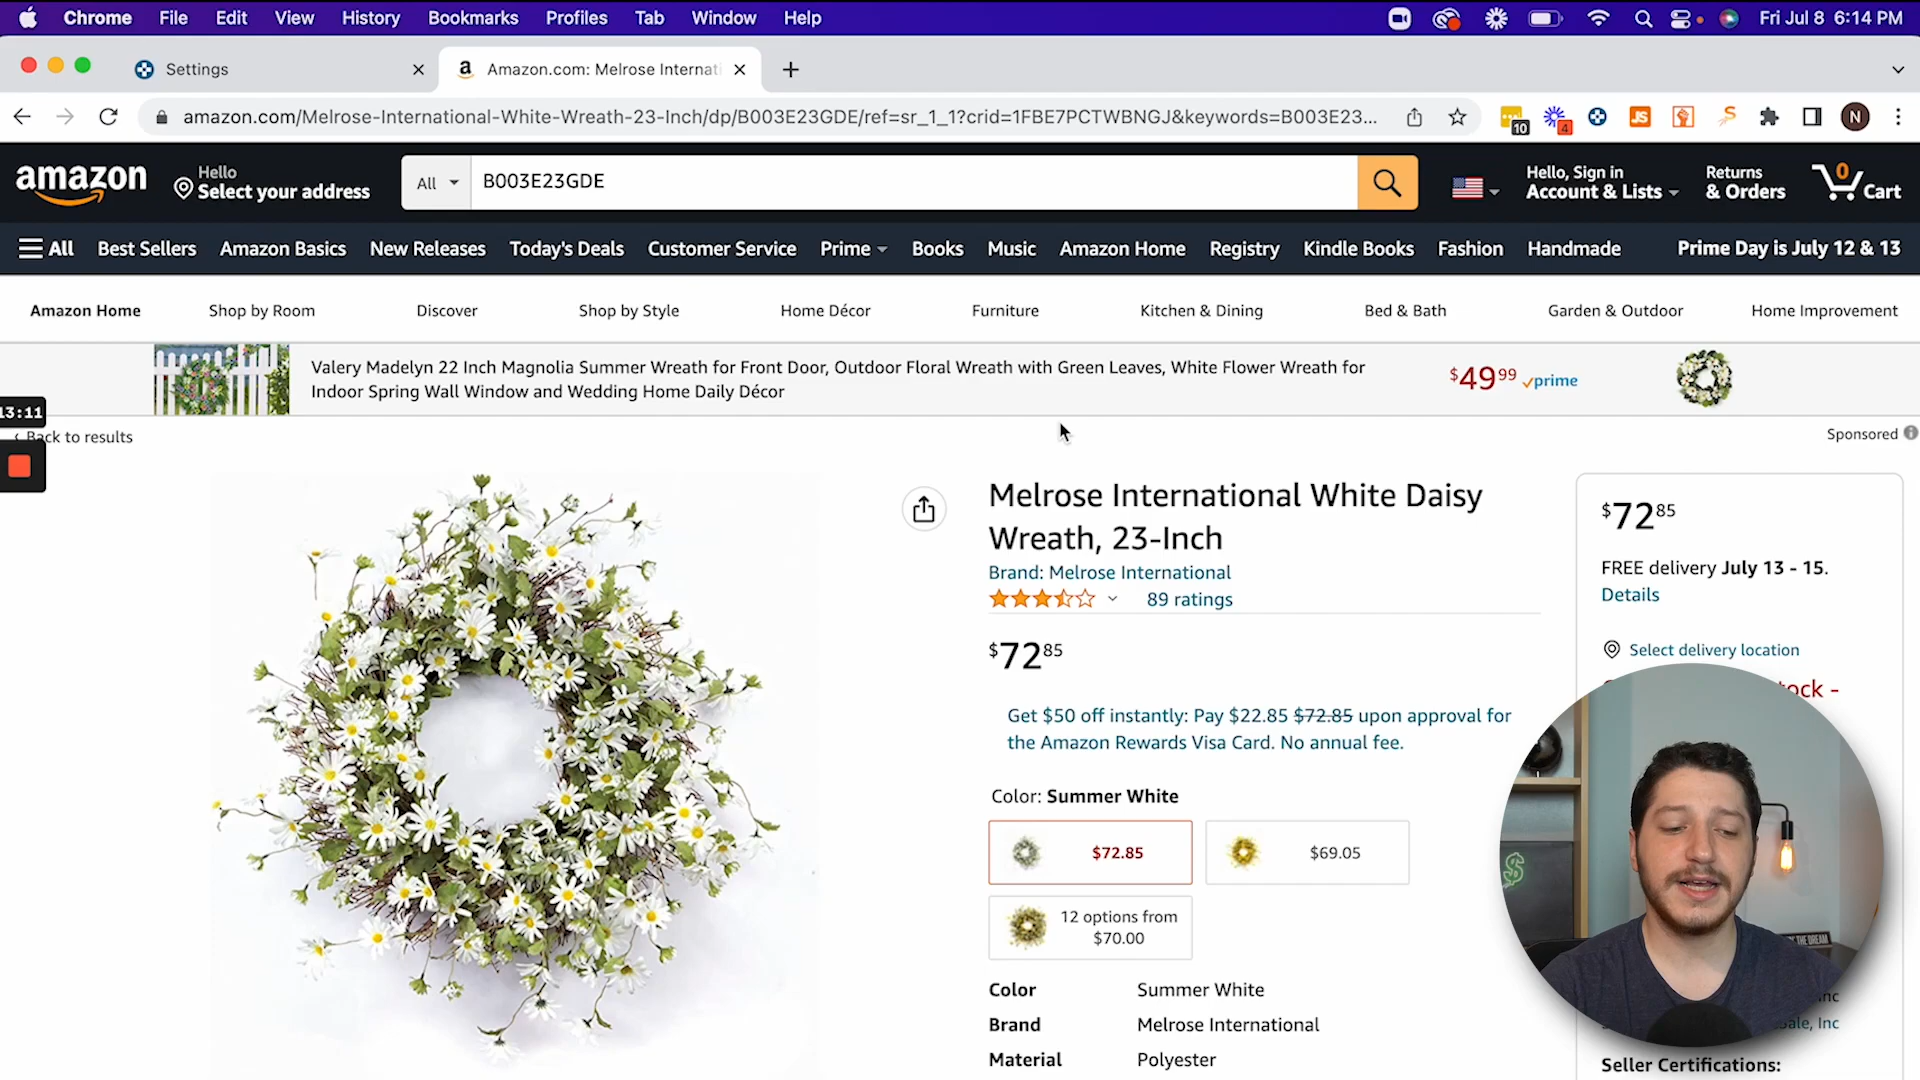 Chrome File Edit View History Bookmarks Profiles Tab Window Help Fri Jul 8 6:14 PM
Settings
Amazon.com: Melrose Internati
amazon.com/Melrose-International-White-Wreath-23-Inch/dp/B003E23GDE/ref=sr_1_1?crid=1FBE7PCTWBNGJ&keywords=B003E23...
10
4
JS
N
amazon
Hello
Select your address
All
B003E23GDE
Hello, Sign in
Account & Lists
Returns
& Orders
0
Cart
All Best Sellers Amazon Basics New Releases Today's Deals Customer Service Prime Books Music Amazon Home Registry Kindle Books Fashion Handmade Prime Day is July 12 & 13
Amazon Home Shop by Room Discover Shop by Style Home Décor Furniture Kitchen & Dining Bed & Bath Garden & Outdoor Home Improvement
Valery Madelyn 22 Inch Magnolia Summer Wreath for Front Door, Outdoor Floral Wreath with Green Leaves, White Flower Wreath for
Indoor Spring Wall Window and Wedding Home Daily Décor
$49 99 prime
13:11
‹ Back to results
Sponsored
Melrose International White Daisy
Wreath, 23-Inch
Brand: Melrose International
89 ratings
$72 85
Get $50 off instantly: Pay $22.85 $72.85 upon approval for
the Amazon Rewards Visa Card. No annual fee.
Color: Summer White
$72.85
$69.05
12 options from
$70.00
Color Summer White
Brand Melrose International
Material Polyester
$72 85
FREE delivery July 13 - 15.
Details
Select delivery location
tock -
THE DREAM
nc
ale, Inc
Seller Certifications: